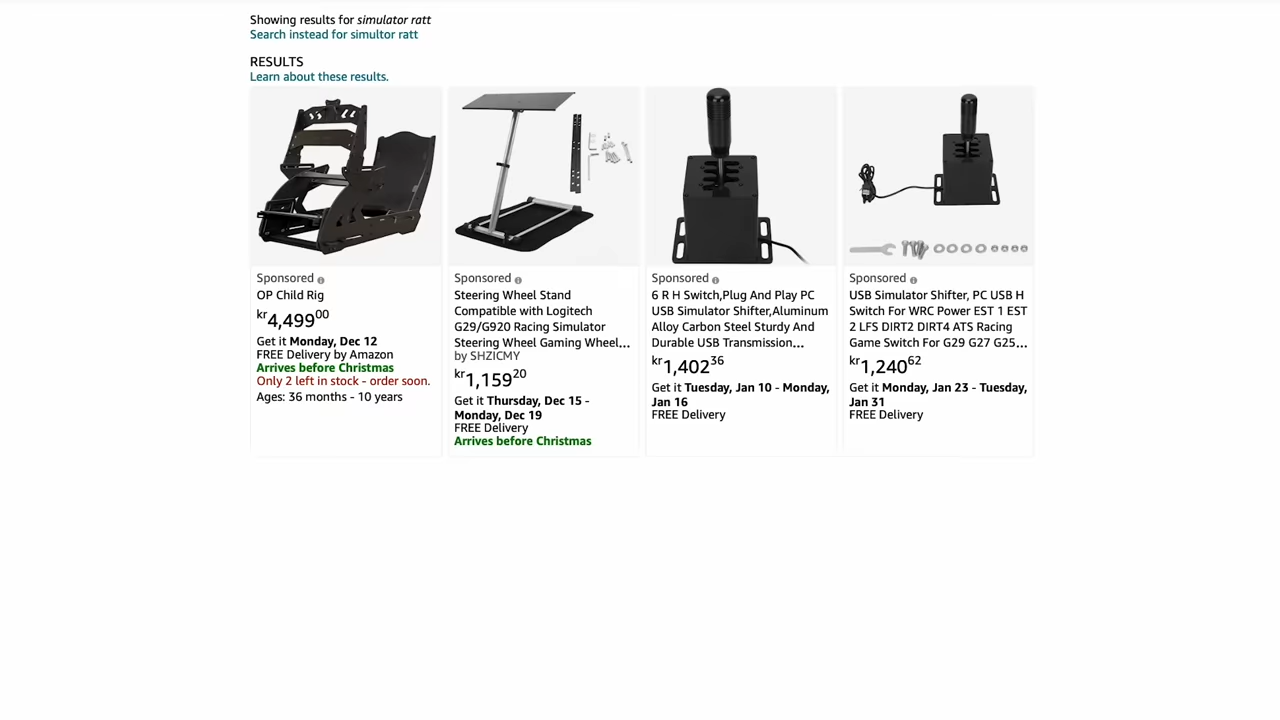 Showing results for simulator ratt
Search instead for simultor ratt
RESULTS
Learn about these results.
Sponsored
OP Child Rig
kr4,49900
Get it Monday, Dec 12
FREE Delivery by Amazon
Arrives before Christmas
Only 2 left in stock - order soon.
Ages: 36 months - 10 years
Sponsored
Steering Wheel Stand
Compatible with Logitech
G29/G920 Racing Simulator
Steering Wheel Gaming Wheel...
by SHZICMY
kr1,15920
Get it Thursday, Dec 15 -
Monday, Dec 19
FREE Delivery
Arrives before Christmas
Sponsored
6 R H Switch,Plug And Play PC
USB Simulator Shifter,Aluminum
Alloy Carbon Steel Sturdy And
Durable USB Transmission...
kr1,40236
Get it Tuesday, Jan 10 - Monday,
Jan 16
FREE Delivery
Sponsored
USB Simulator Shifter, PC USB H
Switch For WRC Power EST 1 EST
2 LFS DIRT2 DIRT4 ATS Racing
Game Switch For G29 G27 G25...
kr1,24062
Get it Monday, Jan 23 - Tuesday,
Jan 31
FREE Delivery